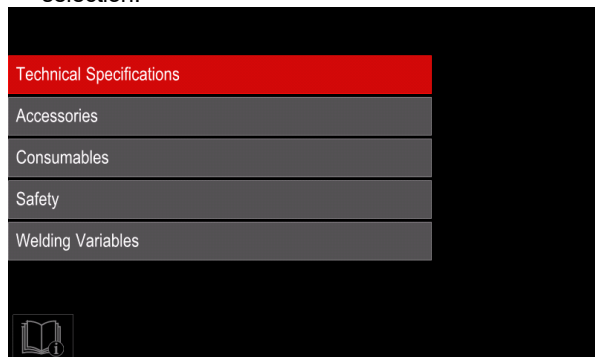 selection.
Technical Specifications
Accessories
Consumables
Safety
Welding Variables